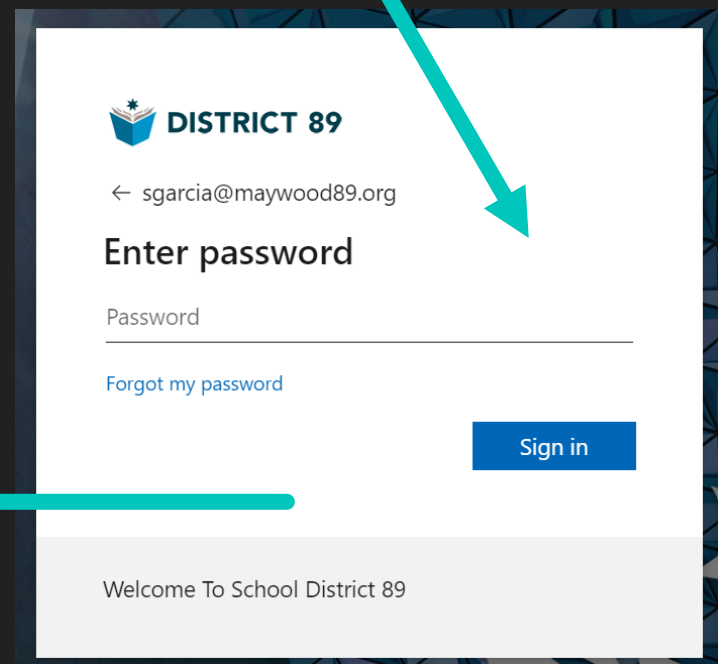 DISTRICT 89
← sgarcia@maywood89.org
Enter password
Password
Forgot my password
Sign in
Welcome To School District 89